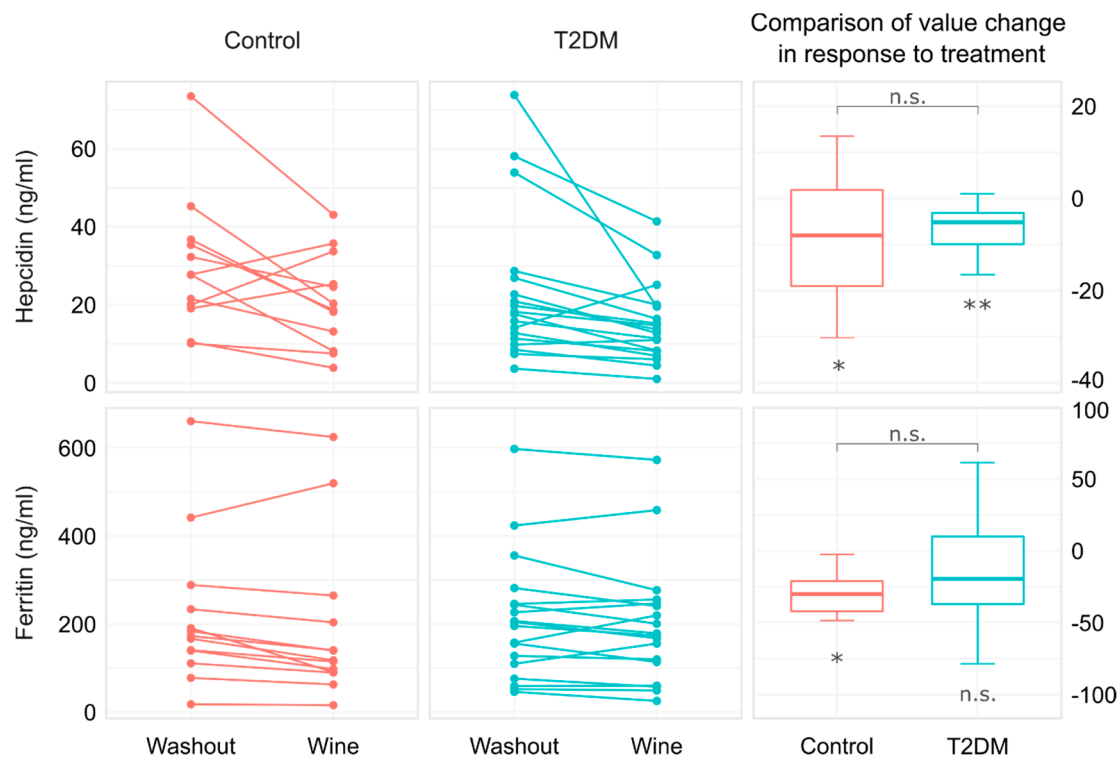 Control
T2DM
Comparison of value change
in response to treatment
Hepcidin (ng/ml)
60
40
20
0
n.s.
*
**
20
0
-20
-40
Ferritin (ng/ml)
600
400
200
0
n.s.
*
n.s.
100
50
0
-50
-100
Washout
Wine
Washout
Wine
Control
T2DM